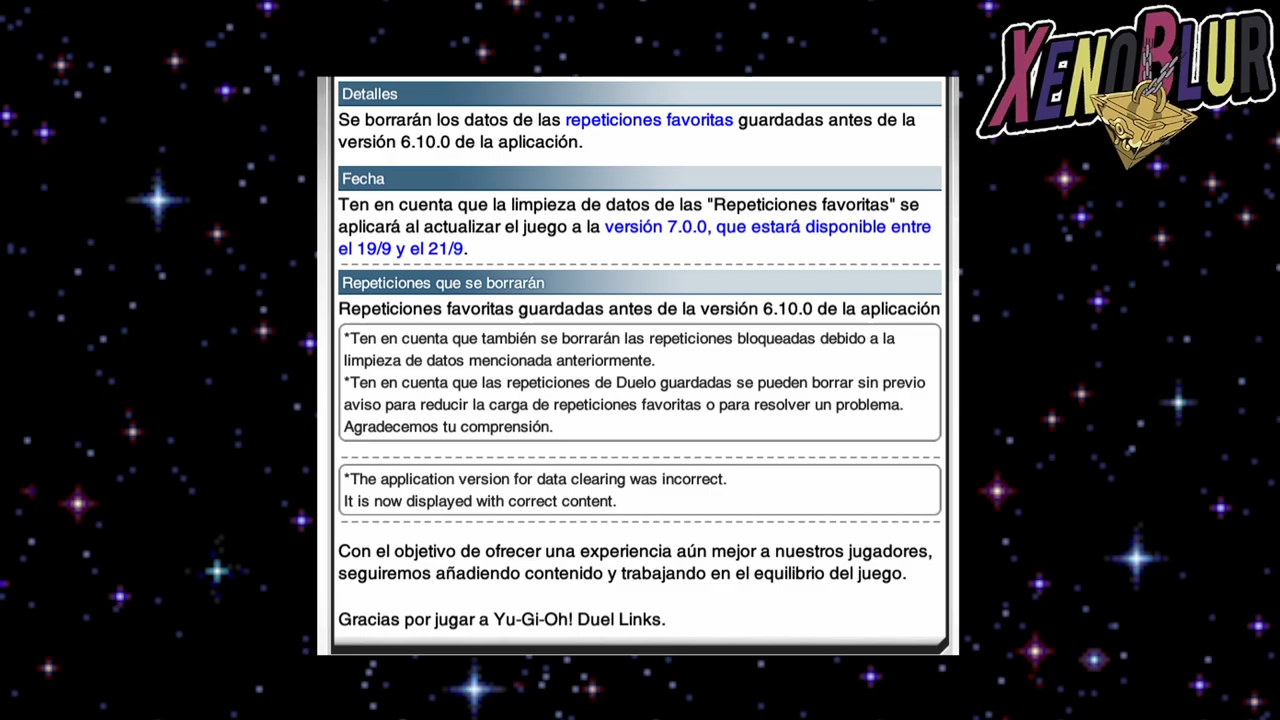 XENOBLUR
Detalles
Se borrarán los datos de las repeticiones favoritas guardadas antes de la
versión 6.10.0 de la aplicación.
Fecha
Ten en cuenta que la limpieza de datos de las "Repeticiones favoritas" se
aplicará al actualizar el juego a la versión 7.0.0, que estará disponible entre
el 19/9 y el 21/9.
Repeticiones que se borrarán
Repeticiones favoritas guardadas antes de la versión 6.10.0 de la aplicación
*Ten en cuenta que también se borrarán las repeticiones bloqueadas debido a la
limpieza de datos mencionada anteriormente.
*Ten en cuenta que las repeticiones de Duelo guardadas se pueden borrar sin previo
aviso para reducir la carga de repeticiones favoritas o para resolver un problema.
Agradecemos tu comprensión.
*The application version for data clearing was incorrect.
It is now displayed with correct content.
Con el objetivo de ofrecer una experiencia aún mejor a nuestros jugadores,
seguiremos añadiendo contenido y trabajando en el equilibrio del juego.
Gracias por jugar a Yu-Gi-Oh! Duel Links.